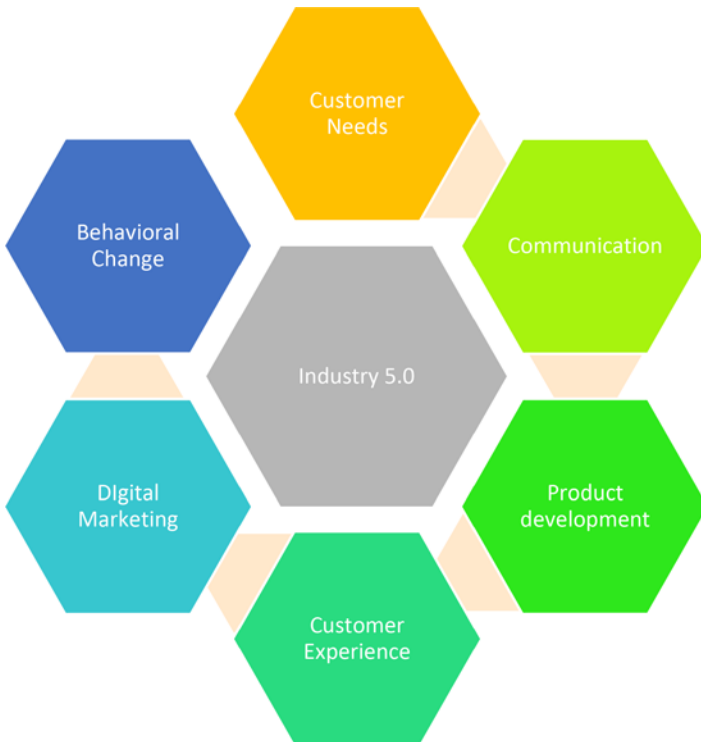 Customer
Needs
Behavioral
Change
Communication
Industry 5.0
DIgital
Marketing
Product
development
Customer
Experience